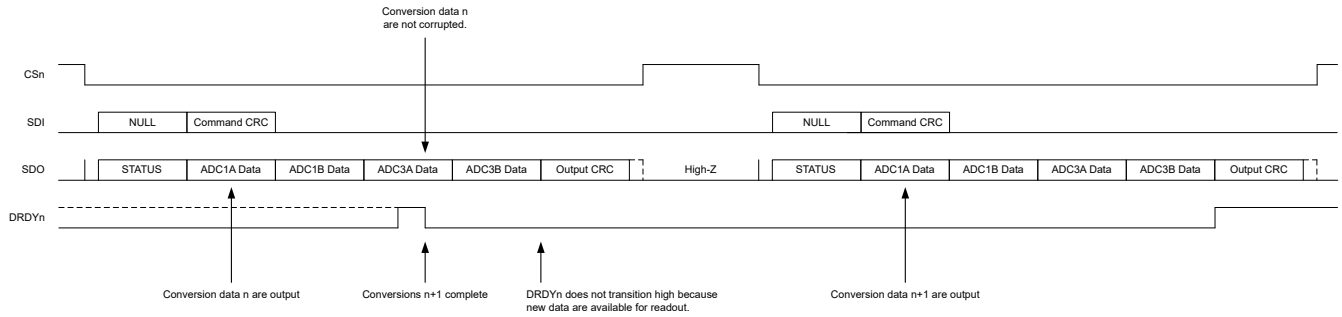 Conversion data n
are not corrupted.
CSn
SDI
NULL
Command CRC
NULL
Command CRC
SDO
STATUS
ADC1A Data
ADC1B Data
ADC3A Data
ADC3B Data
Output CRC
High-Z
STATUS
ADC1A Data
ADC1B Data
ADC3A Data
ADC3B Data
Output CRC
DRDYn
Conversion data n are output
Conversions n+1 complete
DRDYn does not transition high because
new data are available for readout.
Conversion data n+1 are output